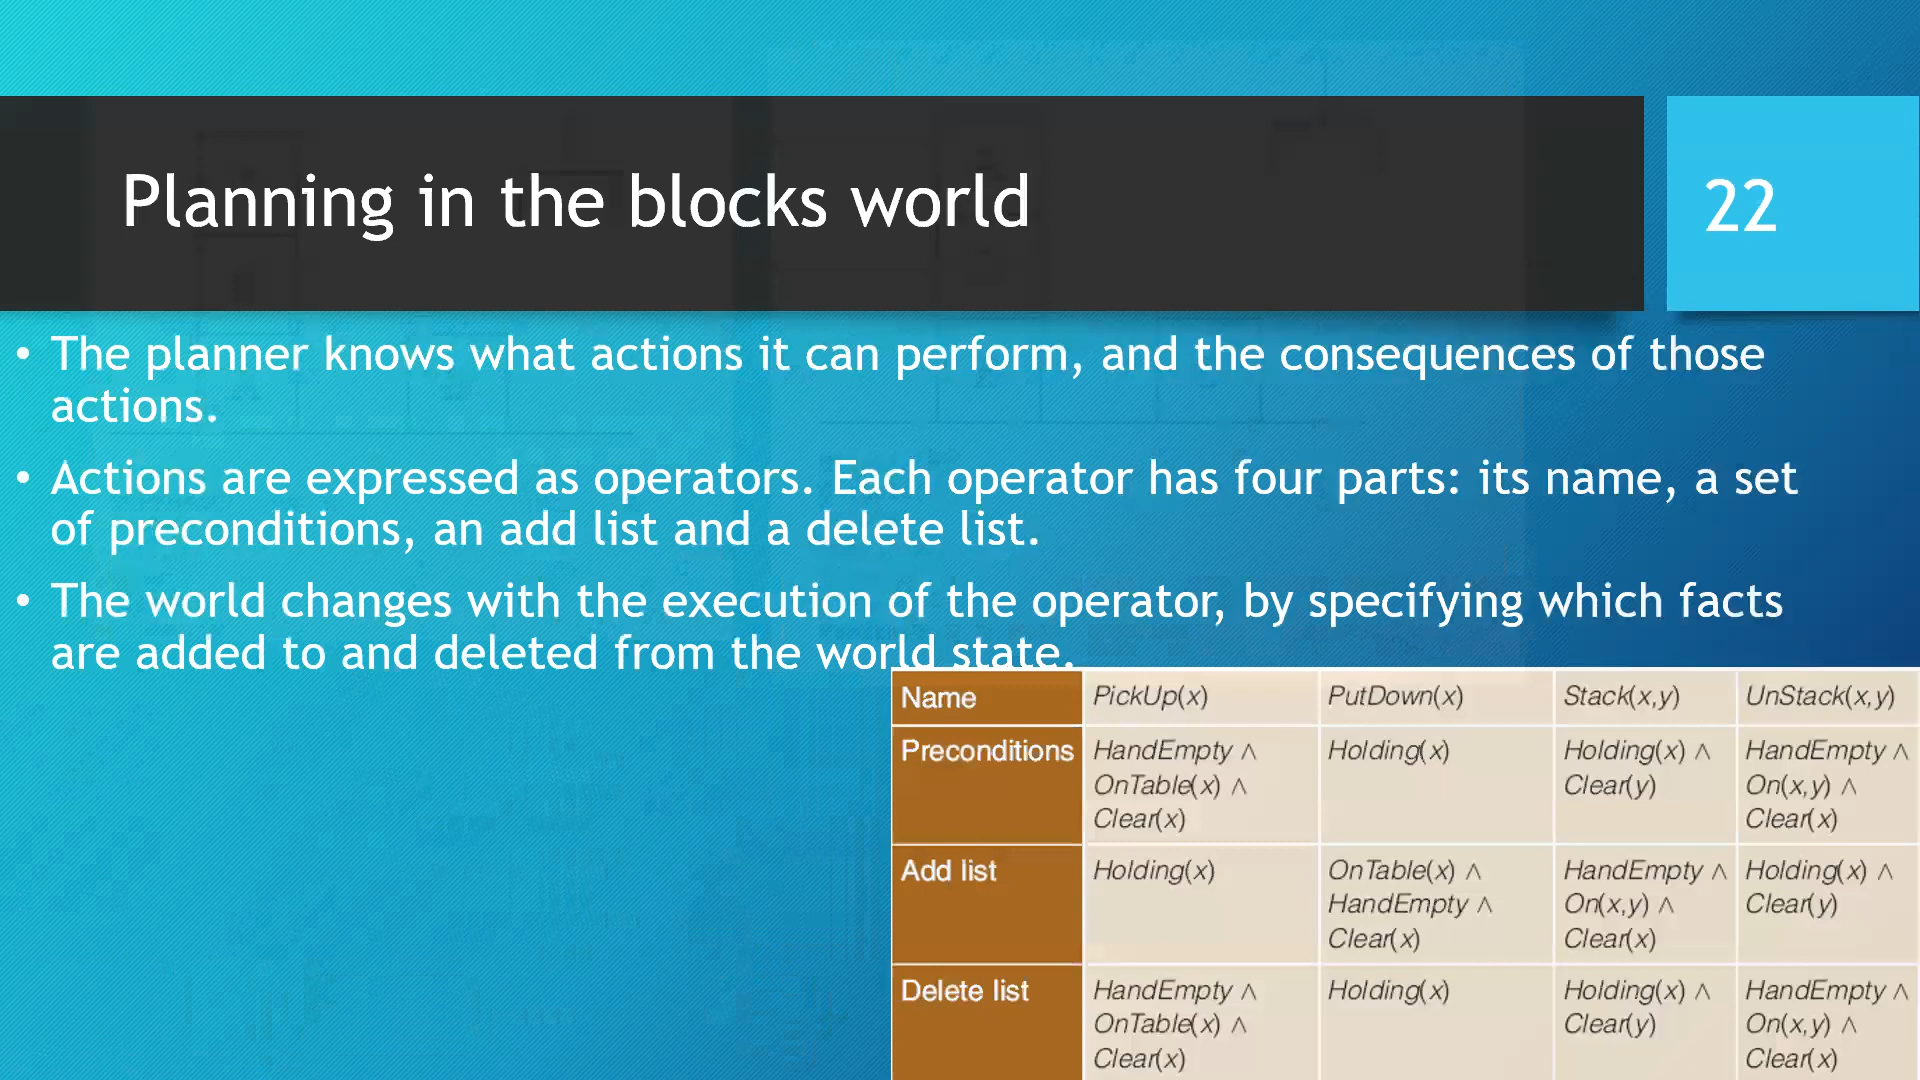 Planning in the blocks world
22
• The planner knows what actions it can perform, and the consequences of those
actions.
• Actions are expressed as operators. Each operator has four parts: its name, a set
of preconditions, an add list and a delete list.
• The world changes with the execution of the operator, by specifying which facts
are added to and deleted from the world state.
Name PickUp(x) PutDown(x) Stack(x,y) UnStack(x,y)
Preconditions HandEmpty ∧ Holding(x) Holding(x) ∧ HandEmpty ∧
OnTable(x) ∧ Clear(y) On(x,y) ∧
Clear(x) Clear(x)
Add list Holding(x) OnTable(x) ∧ HandEmpty ∧ Holding(x) ∧
HandEmpty ∧ On(x,y) ∧ Clear(y)
Clear(x) Clear(x)
Delete list HandEmpty ∧ Holding(x) Holding(x) ∧ HandEmpty ∧
OnTable(x) ∧ Clear(y) On(x,y) ∧
Clear(x) Clear(x)